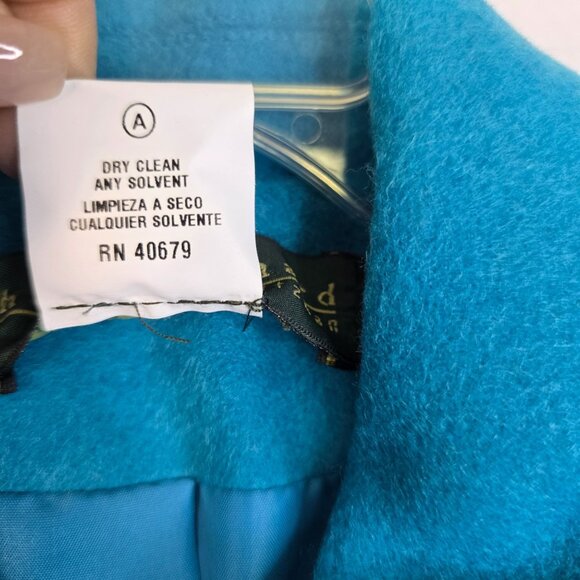 A
DRY CLEAN
ANY SOLVENT
LIMPIEZA A SECO
CUALQUIER SOLVENTE
RN 40679